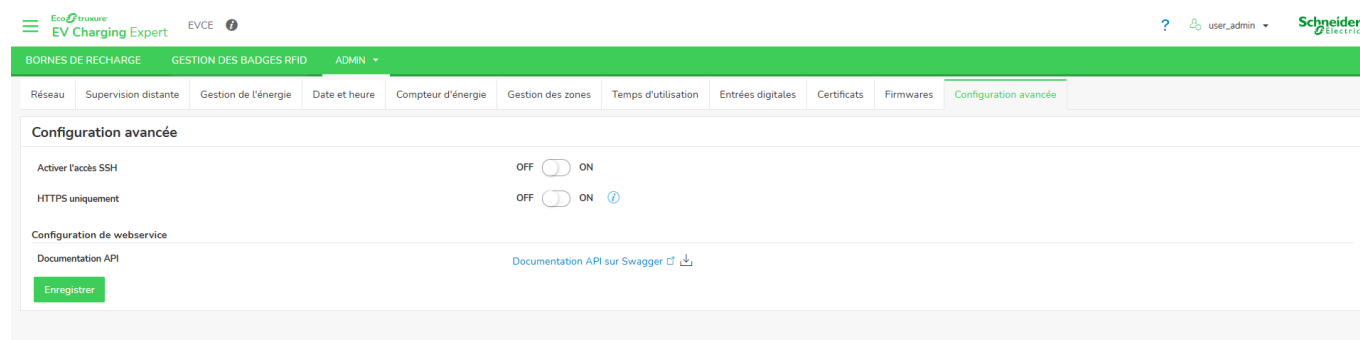 EcoStruxure
EV Charging Expert EVCE
? user_admin Schneider Electric
BORNES DE RECHARGE GESTION DES BADGES RFID ADMIN
Réseau Supervision distante Gestion de l'énergie Date et heure Compteur d'énergie Gestion des zones Temps d'utilisation Entrées digitales Certificats Firmwares Configuration avancée
Configuration avancée
Activer l'accès SSH OFF ON
HTTPS uniquement OFF ON i
Configuration de webservice
Documentation API Documentation API sur Swagger
Enregistrer